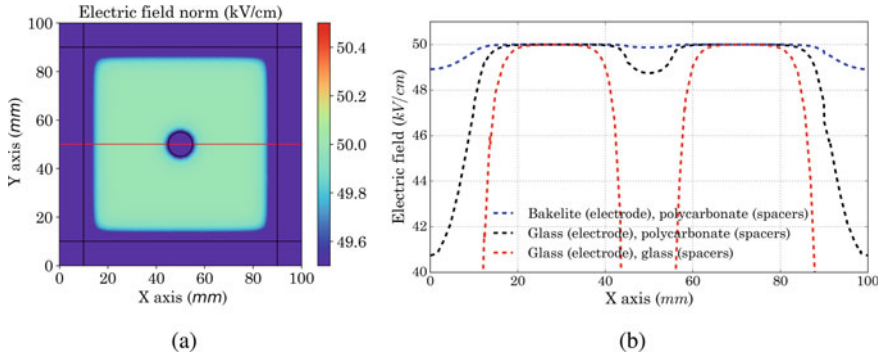 Electric field norm (kV/cm)
100
80
60
40
20
0
Y axis (mm)
0 20 40 60 80 100
X axis (mm)
50.4
50.2
50.0
49.8
49.6
(a)
50
48
46
44
42
40
Electric field (kV/cm)
Bakelite (electrode), polycarbonate (spacers)
Glass (electrode), polycarbonate (spacers)
Glass (electrode), glass (spacers)
0 20 40 60 80 100
X axis (mm)
(b)